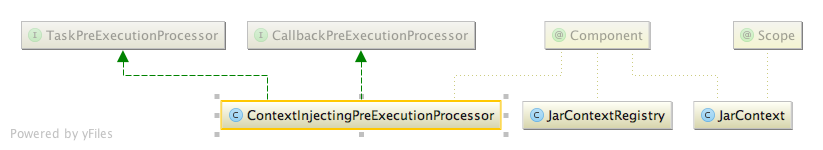 I TaskPreExecutionProcessor
I CallbackPreExecutionProcessor
@ Component
@ Scope
C ContextInjectingPreExecutionProcessor
C JarContextRegistry
C JarContext
Powered by yFiles